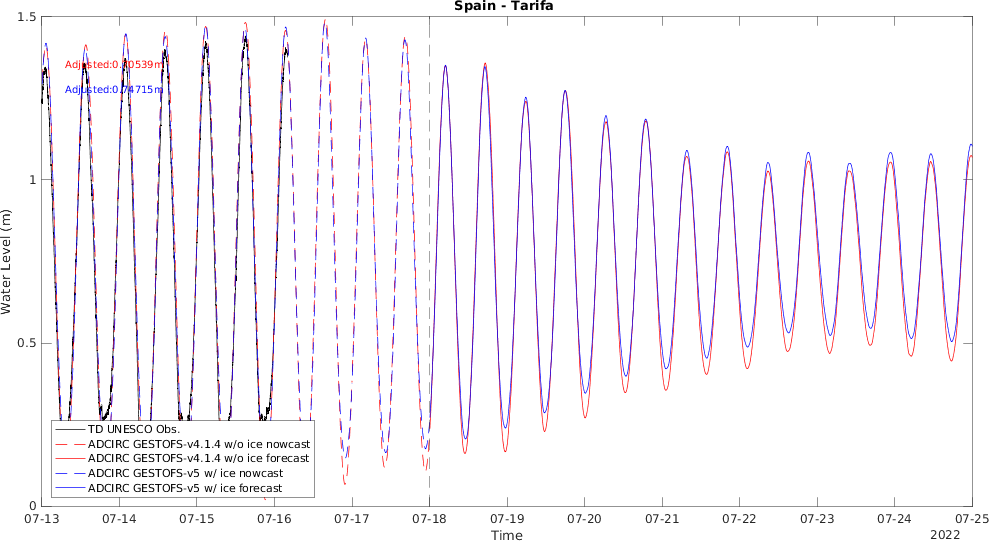 Spain - Tarifa
1.5
Adjusted:0.
Adjusted:0.74715m
1
Water Level (m)
0.5
TD UNESCO Obs.
ADCIRC GESTOFS-v4.1.4 w/o ice nowcast
ADCIRC GESTOFS-v4.1.4 w/o ice forecast
ADCIRC GESTOFS-v5 w/ ice nowcast
ADCIRC GESTOFS-v5 w/ ice forecast
0
07-13 07-14 07-15 07-16 07-17 07-18 07-19 07-20 07-21 07-22 07-23 07-24 07-25
Time
2022